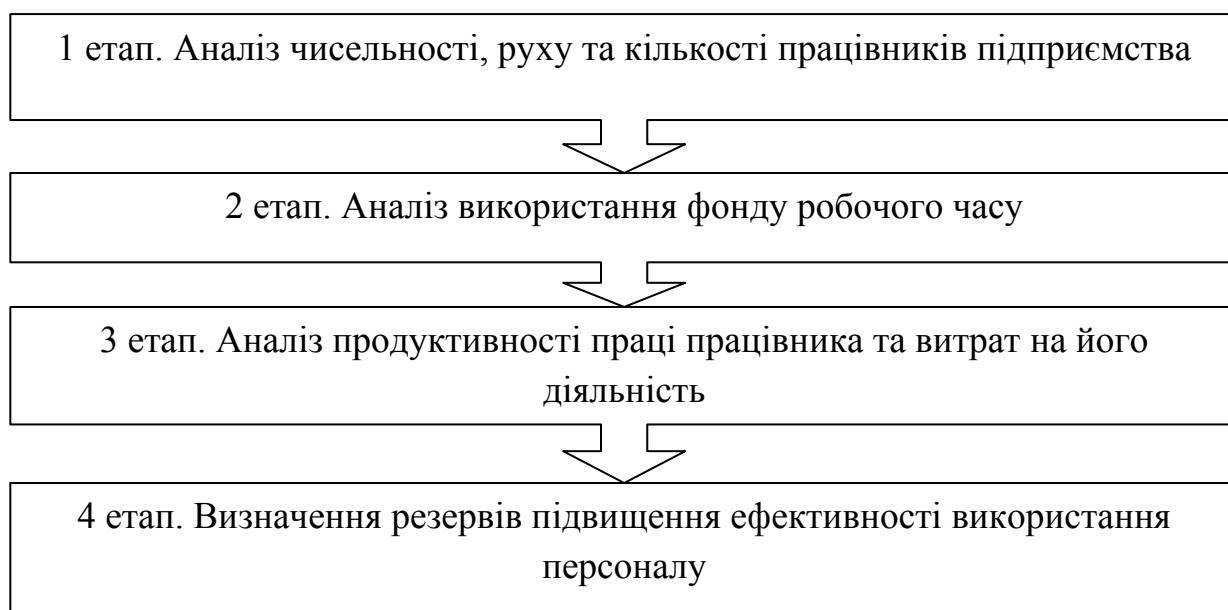 1 етап. Аналіз чисельності, руху та кількості працівників підприємства
2 етап. Аналіз використання фонду робочого часу
3 етап. Аналіз продуктивності праці працівника та витрат на його
діяльність
4 етап. Визначення резервів підвищення ефективності використання
персоналу